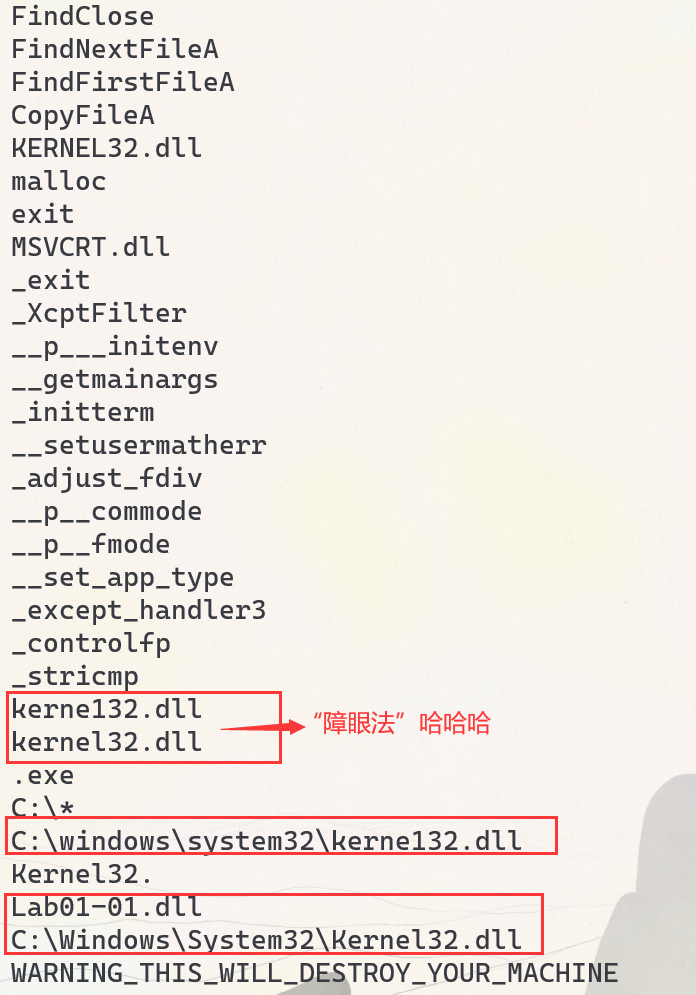 FindClose
FindNextFileA
FindFirstFileA
CopyFileA
KERNEL32.dll
malloc
exit
MSVCRT.dll
_exit
_XcptFilter
__p___initenv
__getmainargs
_initterm
__setusermatherr
_adjust_fdiv
__p__commode
__p__fmode
__set_app_type
_except_handler3
_controlfp
_stricmp
kerne132.dll
kernel32.dll
“障眼法”哈哈哈
.exe
C:\*
C:\windows\system32\kerne132.dll
Kernel32.
Lab01-01.dll
C:\Windows\System32\Kernel32.dll
WARNING_THIS_WILL_DESTROY_YOUR_MACHINE